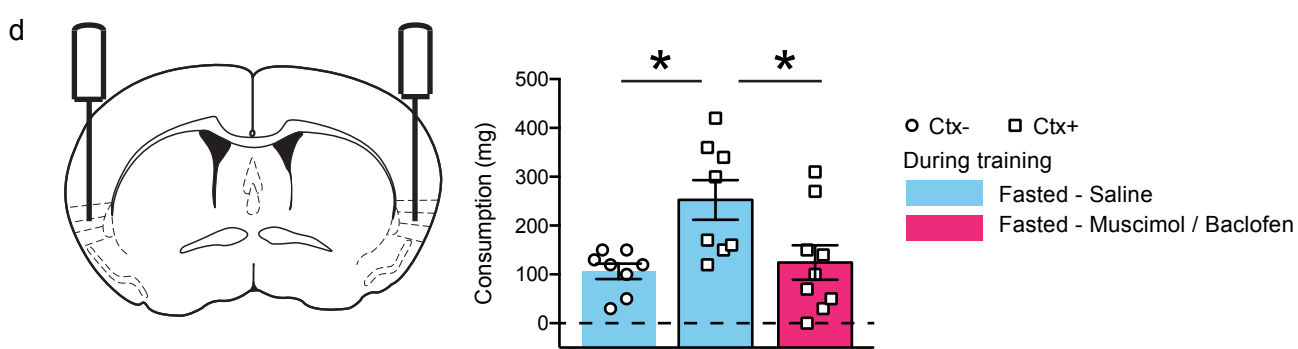 d
* *
500
400
300
200
100
0
Consumption (mg)
Ctx- Ctx+
During training
Fasted - Saline
Fasted - Muscimol / Baclofen